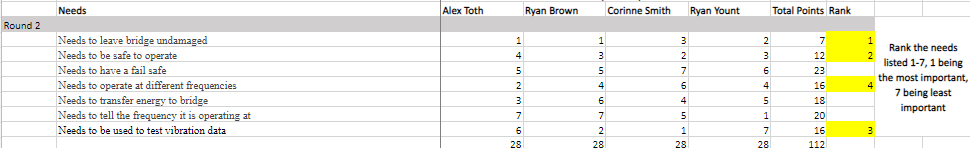 Needs Alex Toth Ryan Brown Corinne Smith Ryan Yount Total Points Rank
Round 2
Needs to leave bridge undamaged 1 1 3 2 7 1
Needs to be safe to operate 4 3 2 3 12 2
Needs to have a fail safe 5 5 7 6 23
Needs to operate at different frequencies 2 4 6 4 16 4
Needs to transfer energy to bridge 3 6 4 5 18
Needs to tell the frequency it is operating at 7 7 5 1 20
Needs to be used to test vibration data 6 2 1 7 16 3
28 28 28 28 112
Rank the needs
listed 1-7, 1 being
the most important,
7 being least
important